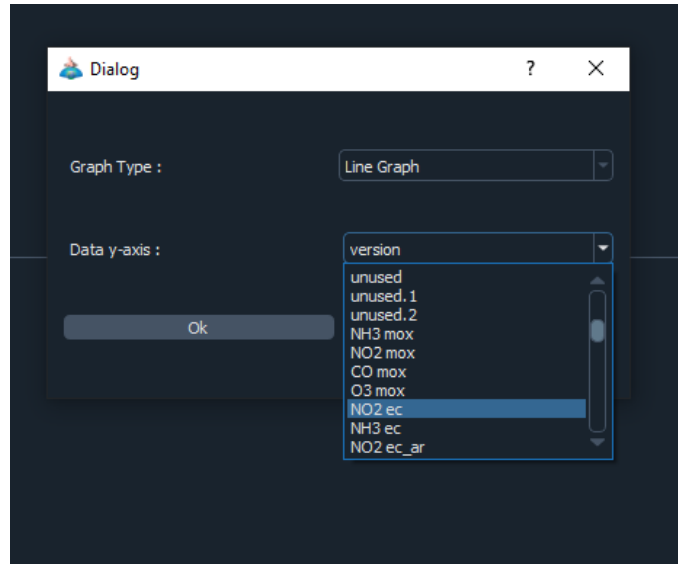 Dialog ?
Graph Type : Line Graph
Data y-axis : version
unused
unused.1
unused.2
Ok
NH3 mox
NO2 mox
CO mox
O3 mox
NO2 ec
NH3 ec
NO2 ec_ar